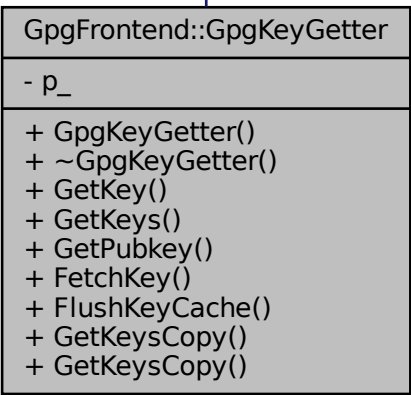 GpgFrontend::GpgKeyGetter
- p_
+ GpgKeyGetter()
+ ~GpgKeyGetter()
+ GetKey()
+ GetKeys()
+ GetPubkey()
+ FetchKey()
+ FlushKeyCache()
+ GetKeysCopy()
+ GetKeysCopy()